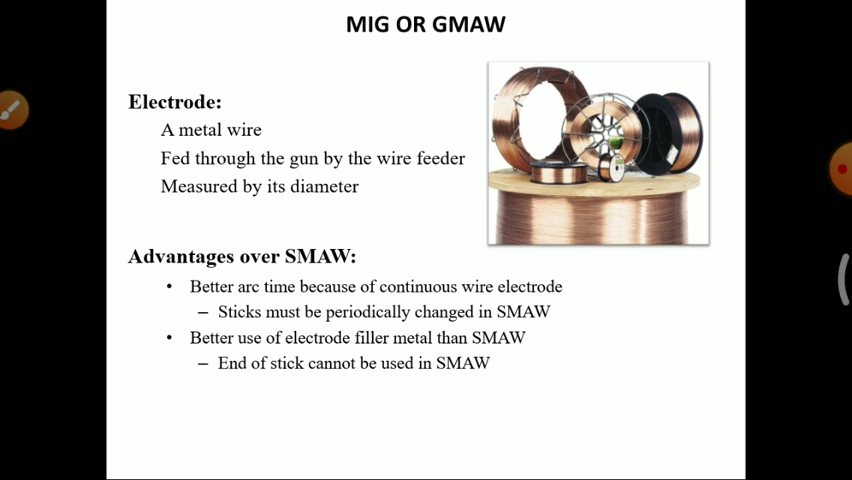 MIG OR GMAW
Electrode:
A metal wire
Fed through the gun by the wire feeder
Measured by its diameter
Advantages over SMAW:
• Better arc time because of continuous wire electrode
– Sticks must be periodically changed in SMAW
• Better use of electrode filler metal than SMAW
– End of stick cannot be used in SMAW